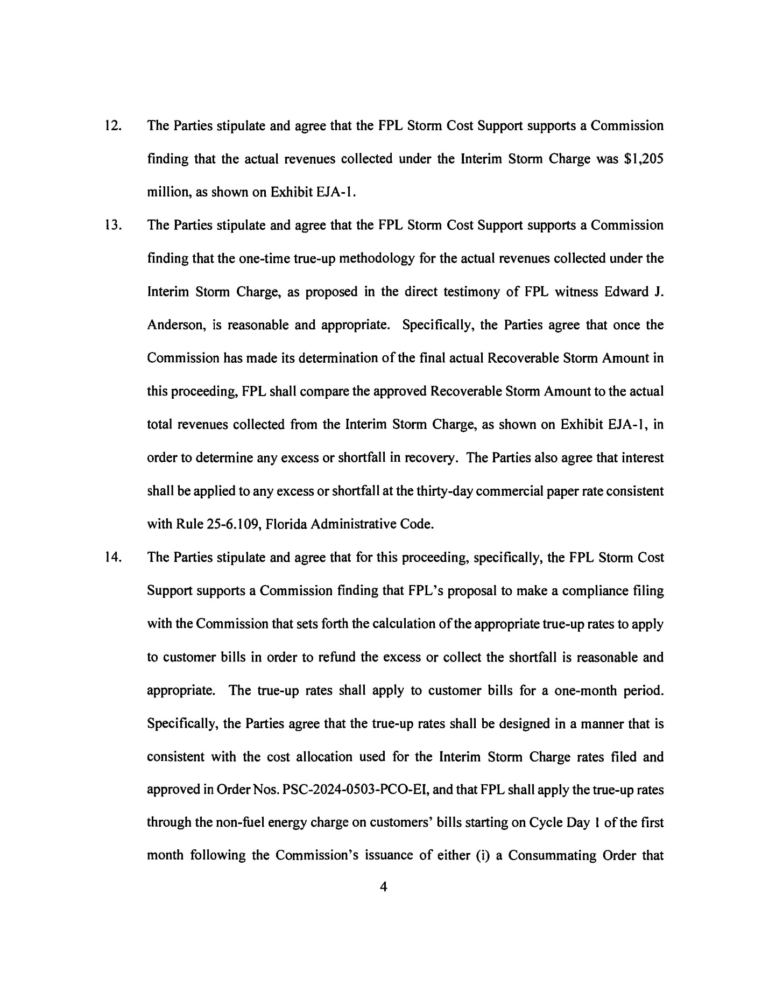 12. The Parties stipulate and agree that the FPL Storm Cost Support supports a Commission
finding that the actual revenues collected under the Interim Storm Charge was $1,205
million, as shown on Exhibit EJA-1.
13. The Parties stipulate and agree that the FPL Storm Cost Support supports a Commission
finding that the one-time true-up methodology for the actual revenues collected under the
Interim Storm Charge, as proposed in the direct testimony of FPL witness Edward J.
Anderson, is reasonable and appropriate. Specifically, the Parties agree that once the
Commission has made its determination of the final actual Recoverable Storm Amount in
this proceeding, FPL shall compare the approved Recoverable Storm Amount to the actual
total revenues collected from the Interim Storm Charge, as shown on Exhibit EJA-1, in
order to determine any excess or shortfall in recovery. The Parties also agree that interest
shall be applied to any excess or shortfall at the thirty-day commercial paper rate consistent
with Rule 25-6.109, Florida Administrative Code.
14. The Parties stipulate and agree that for this proceeding, specifically, the FPL Storm Cost
Support supports a Commission finding that FPL's proposal to make a compliance filing
with the Commission that sets forth the calculation of the appropriate true-up rates to apply
to customer bills in order to refund the excess or collect the shortfall is reasonable and
appropriate. The true-up rates shall apply to customer bills for a one-month period.
Specifically, the Parties agree that the true-up rates shall be designed in a manner that is
consistent with the cost allocation used for the Interim Storm Charge rates filed and
approved in Order Nos. PSC-2024-0503-PCO-EI, and that FPL shall apply the true-up rates
through the non-fuel energy charge on customers' bills starting on Cycle Day 1 of the first
month following the Commission's issuance of either (i) a Consummating Order that
4